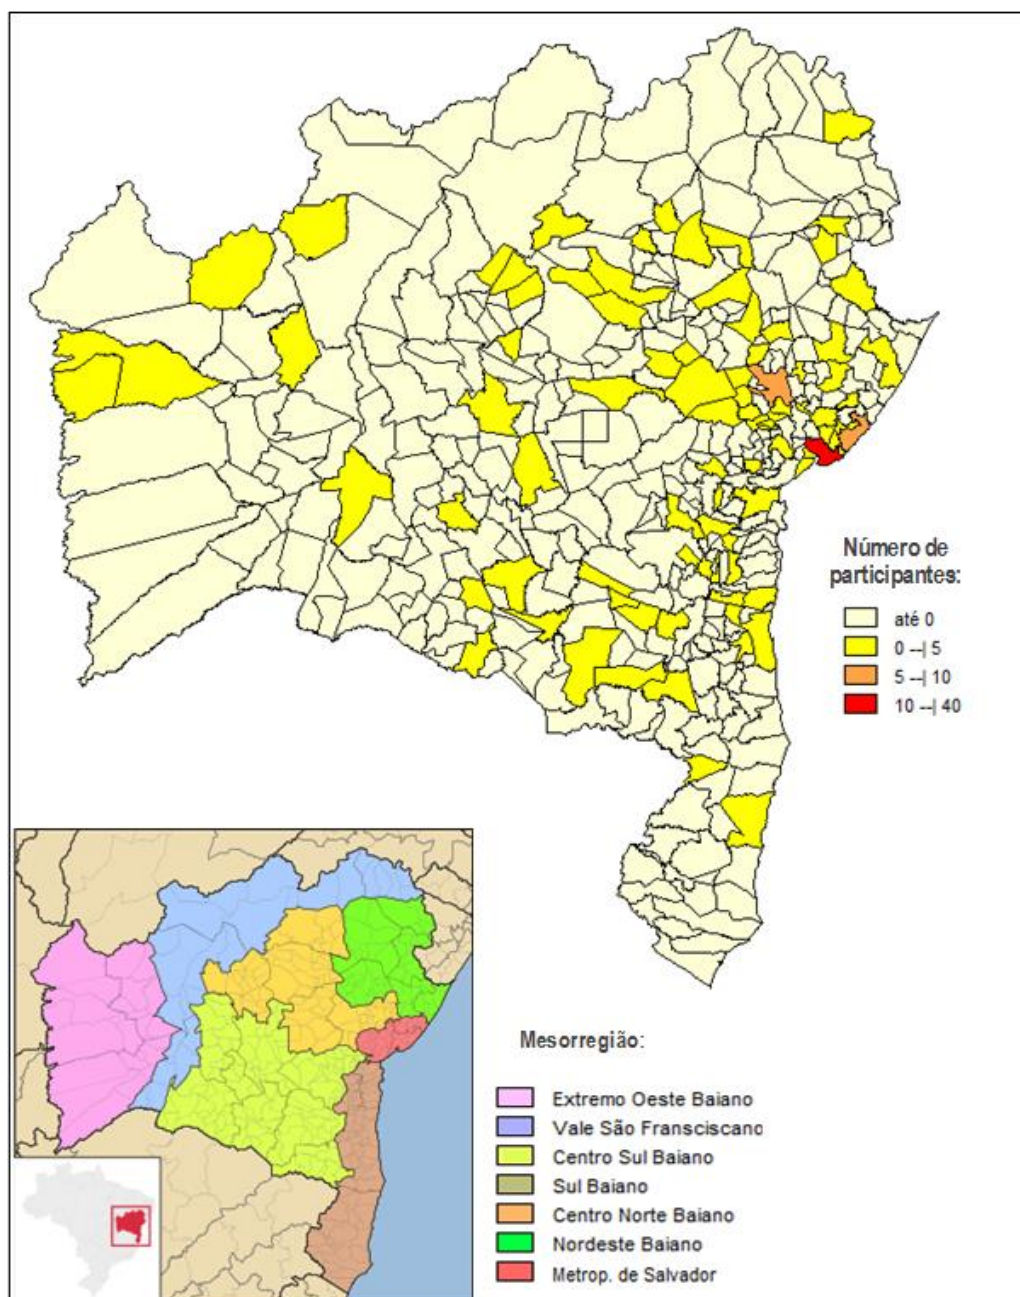 Número de
participantes:
até 0
0 --| 5
5 --| 10
10 --| 40
Mesorregião:
Extremo Oeste Baiano
Vale São Fransciscano
Centro Sul Baiano
Sul Baiano
Centro Norte Baiano
Nordeste Baiano
Metrop. de Salvador